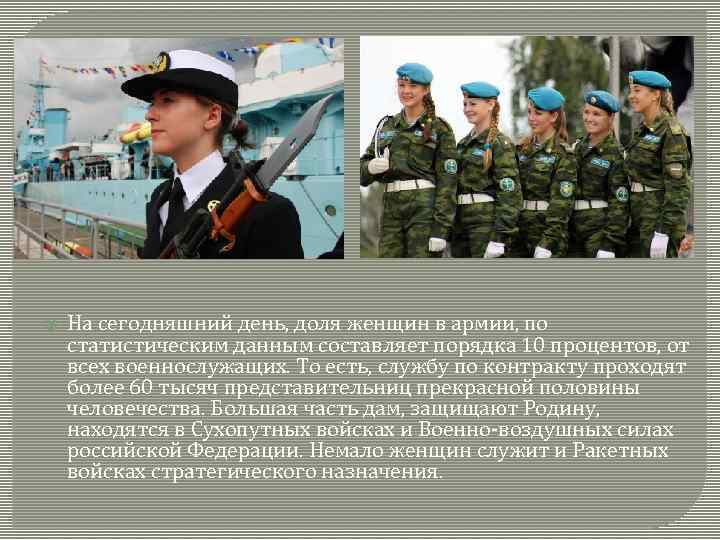 На сегодняшний день, доля женщин в армии, по
статистическим данным составляет порядка 10 процентов, от
всех военнослужащих. То есть, службу по контракту проходят
более 60 тысяч представительниц прекрасной половины
человечества. Большая часть дам, защищают Родину,
находятся в Сухопутных войсках и Военно-воздушных силах
российской Федерации. Немало женщин служит и Ракетных
войсках стратегического назначения.